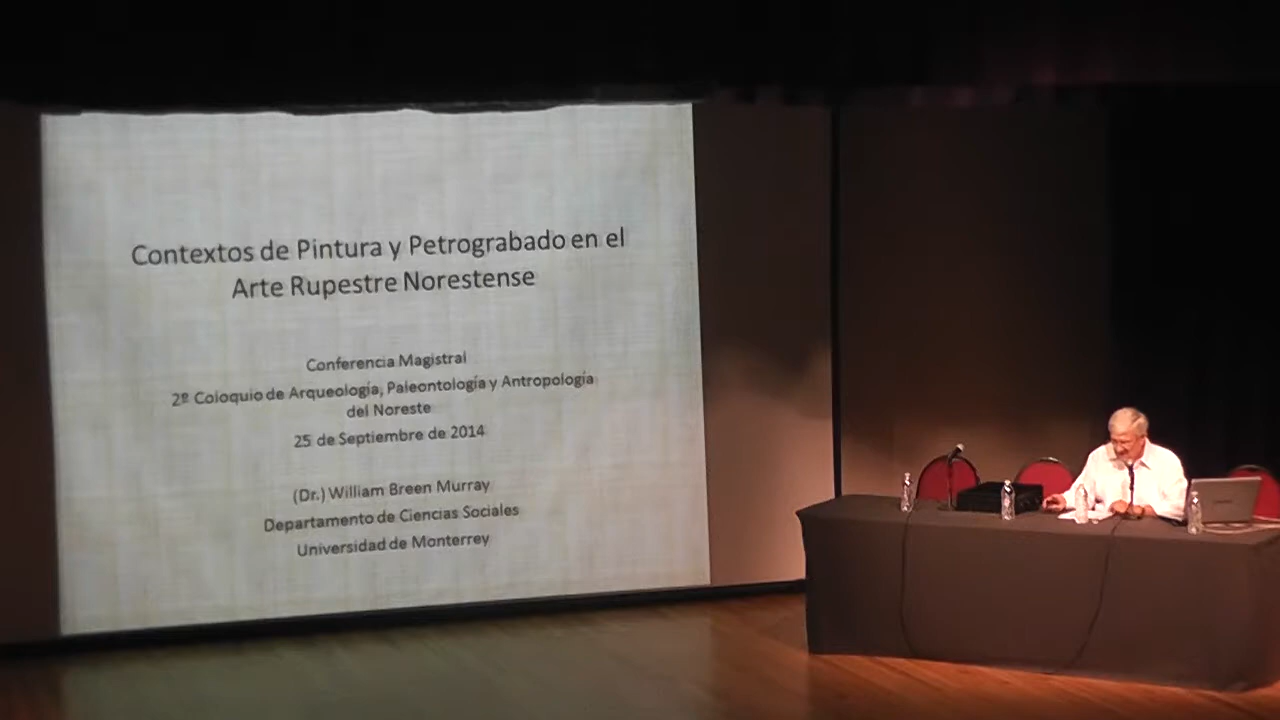 Contextos de Pintura y Petrograbado en el
Arte Rupestre Norestense
Conferencia Magistral
2º Coloquio de Arqueología, Paleontología y Antropología
del Noreste
25 de Septiembre de 2014
(Dr.) William Breen Murray
Departamento de Ciencias Sociales
Universidad de Monterrey